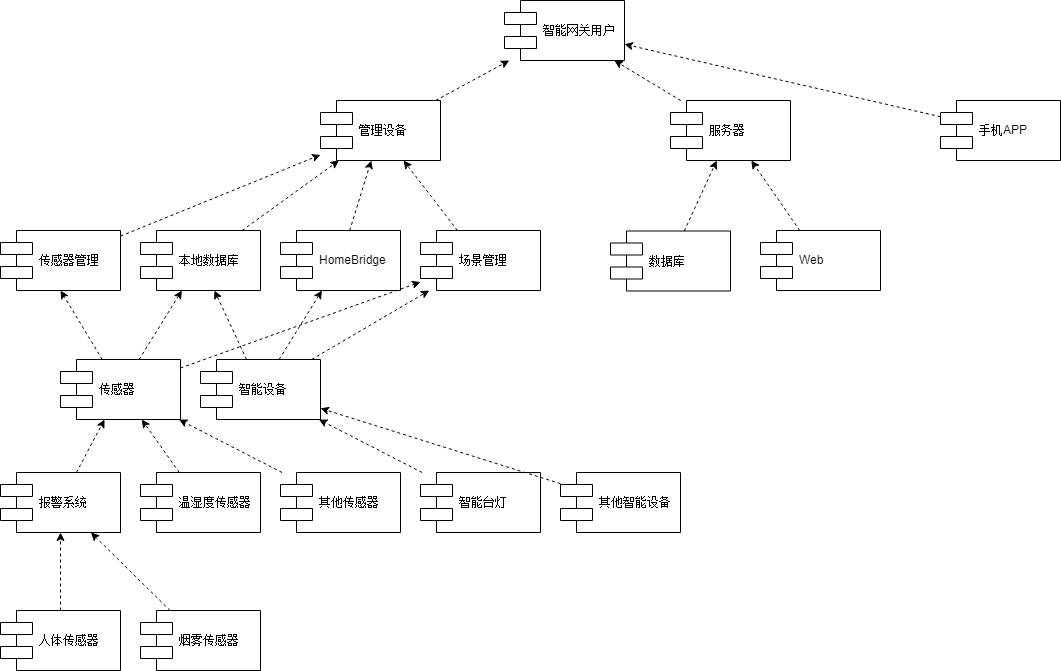 智能网关用户
管理设备
服务器
手机APP
传感器管理
本地数据库
HomeBridge
场景管理
数据库
Web
传感器
智能设备
报警系统
温湿度传感器
其他传感器
智能台灯
其他智能设备
人体传感器
烟雾传感器